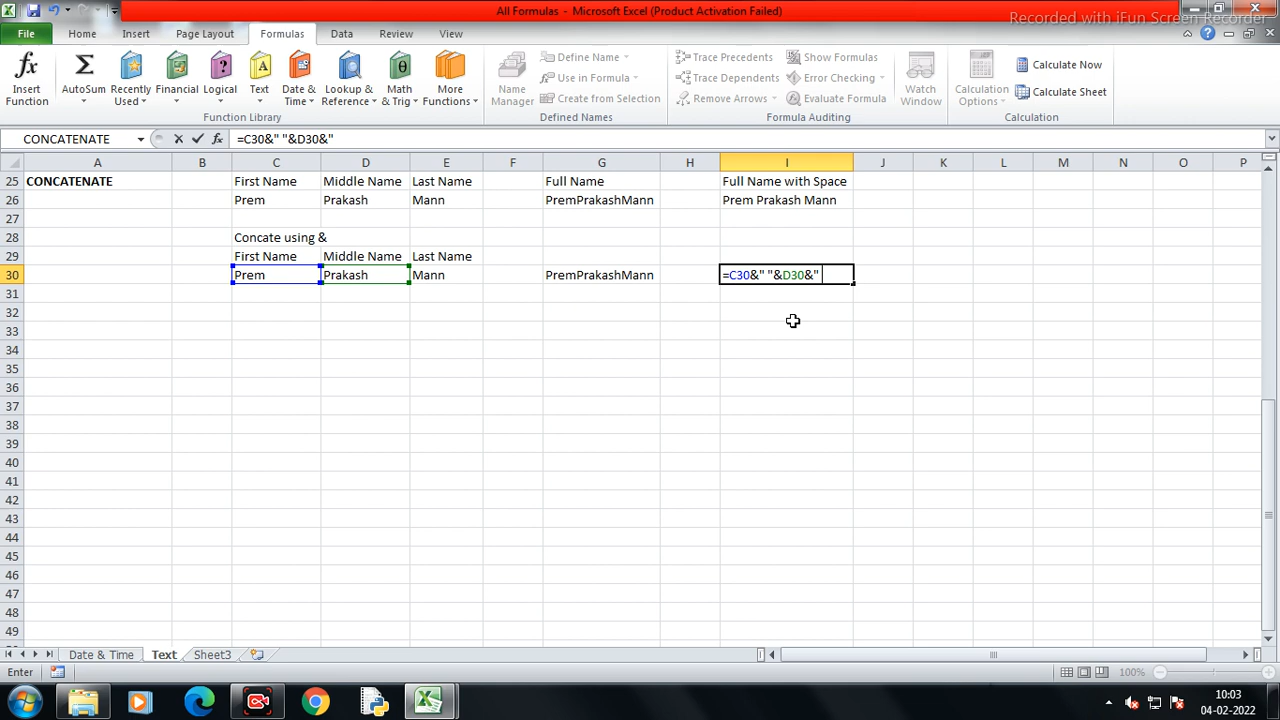 All Formulas - Microsoft Excel (Product Activation Failed)
Recorded with iFun Screen Recorder
File Home Insert Page Layout Formulas Data Review View
Insert Function
AutoSum
Recently Used
Financial
Logical
Text
Date & Time
Lookup & Reference
Math & Trig
More Functions
Function Library
Name Manager
Define Name
Use in Formula
Create from Selection
Defined Names
Trace Precedents
Trace Dependents
Remove Arrows
Show Formulas
Error Checking
Evaluate Formula
Formula Auditing
Watch Window
Calculation Options
Calculate Now
Calculate Sheet
Calculation
CONCATENATE fx =C30&" "&D30&"
A B C D E F G H I J K L M N O P
25 CONCATENATE First Name Middle Name Last Name Full Name Full Name with Space
26 Prem Prakash Mann PremPrakashMann Prem Prakash Mann
27
28 Concate using &
29 First Name Middle Name Last Name
30 Prem Prakash Mann PremPrakashMann =C30&" "&D30&"
31
32
33
34
35
36
37
38
39
40
41
42
43
44
45
46
47
48
49
Date & Time Text Sheet3
Enter 100%
10:03
04-02-2022